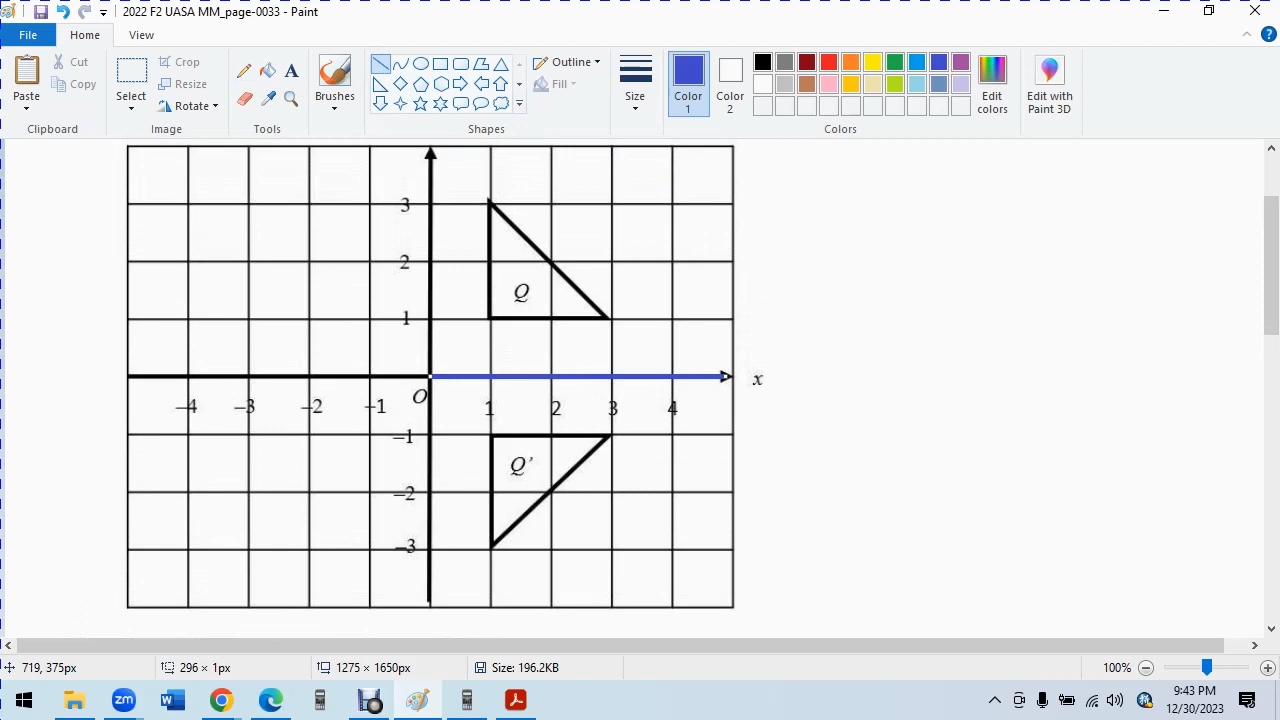 2022 F2 UASA MM_page-0033 - Paint
File Home View
Paste Cut Copy Clipboard
Select Crop Resize Rotate Image
Tools
Brushes
Shapes Outline Fill
Size
Color 1 Color 2 Edit colors Colors
Edit with Paint 3D
3
2
Q
1
x
O
−4 −3 −2 −1 1 2 3 4
−1
Q’
−2
−3
719, 375px 296 × 1px 1275 × 1650px Size: 196.2KB 100%
zm W 9:43 PM
12/30/2023